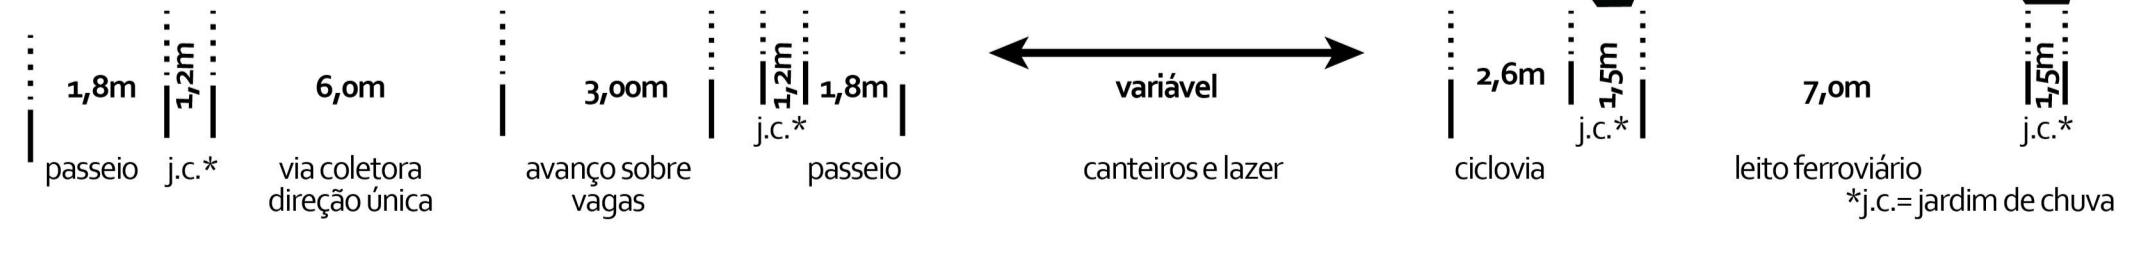 1,8m 1,2m 6,0m 3,00m 1,2m 1,8m variável 2,6m 1,5m 7,0m 1,5m
j.c.* j.c.* j.c.*
passeio j.c.* via coletora avanço sobre passeio canteiros e lazer ciclovia leito ferroviário
direção única vagas *j.c.= jardim de chuva